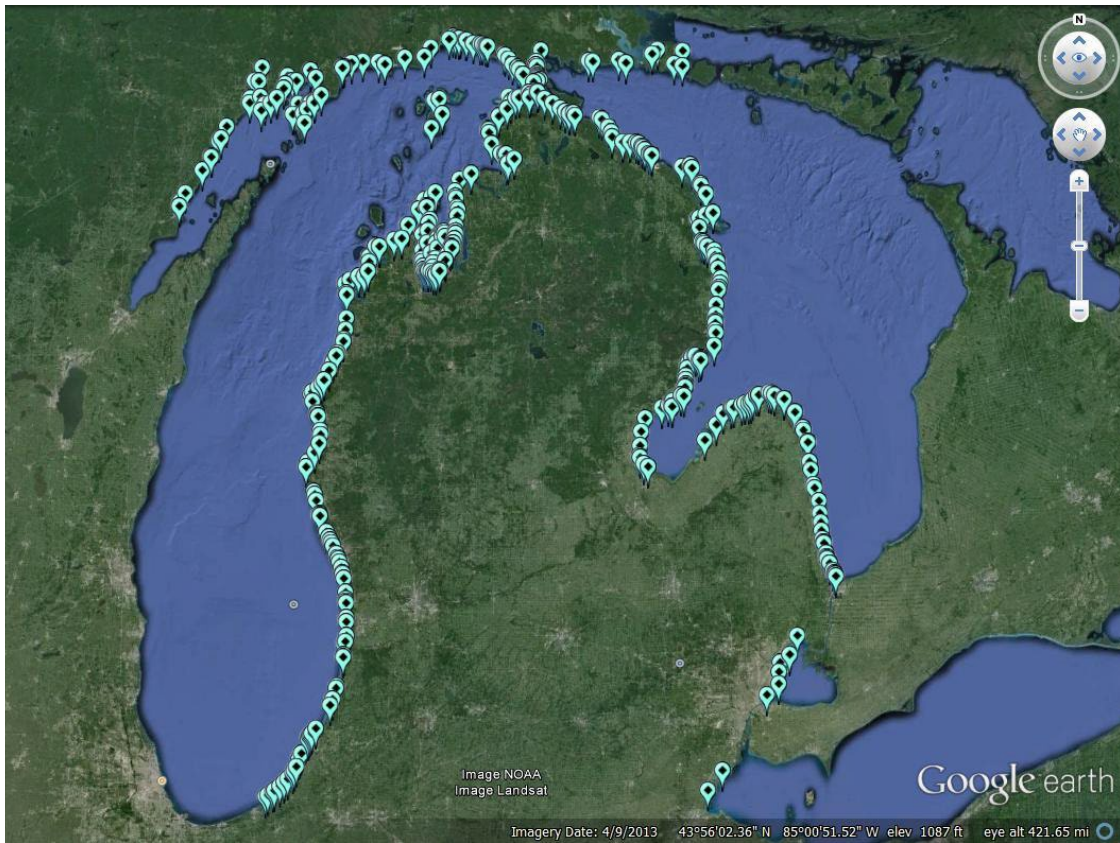 N
Image NOAA
Image Landsat
Google earth
Imagery Date: 4/9/2013 43°56'02.36" N 85°00'51.52" W elev 1087 ft eye alt 421.65 mi